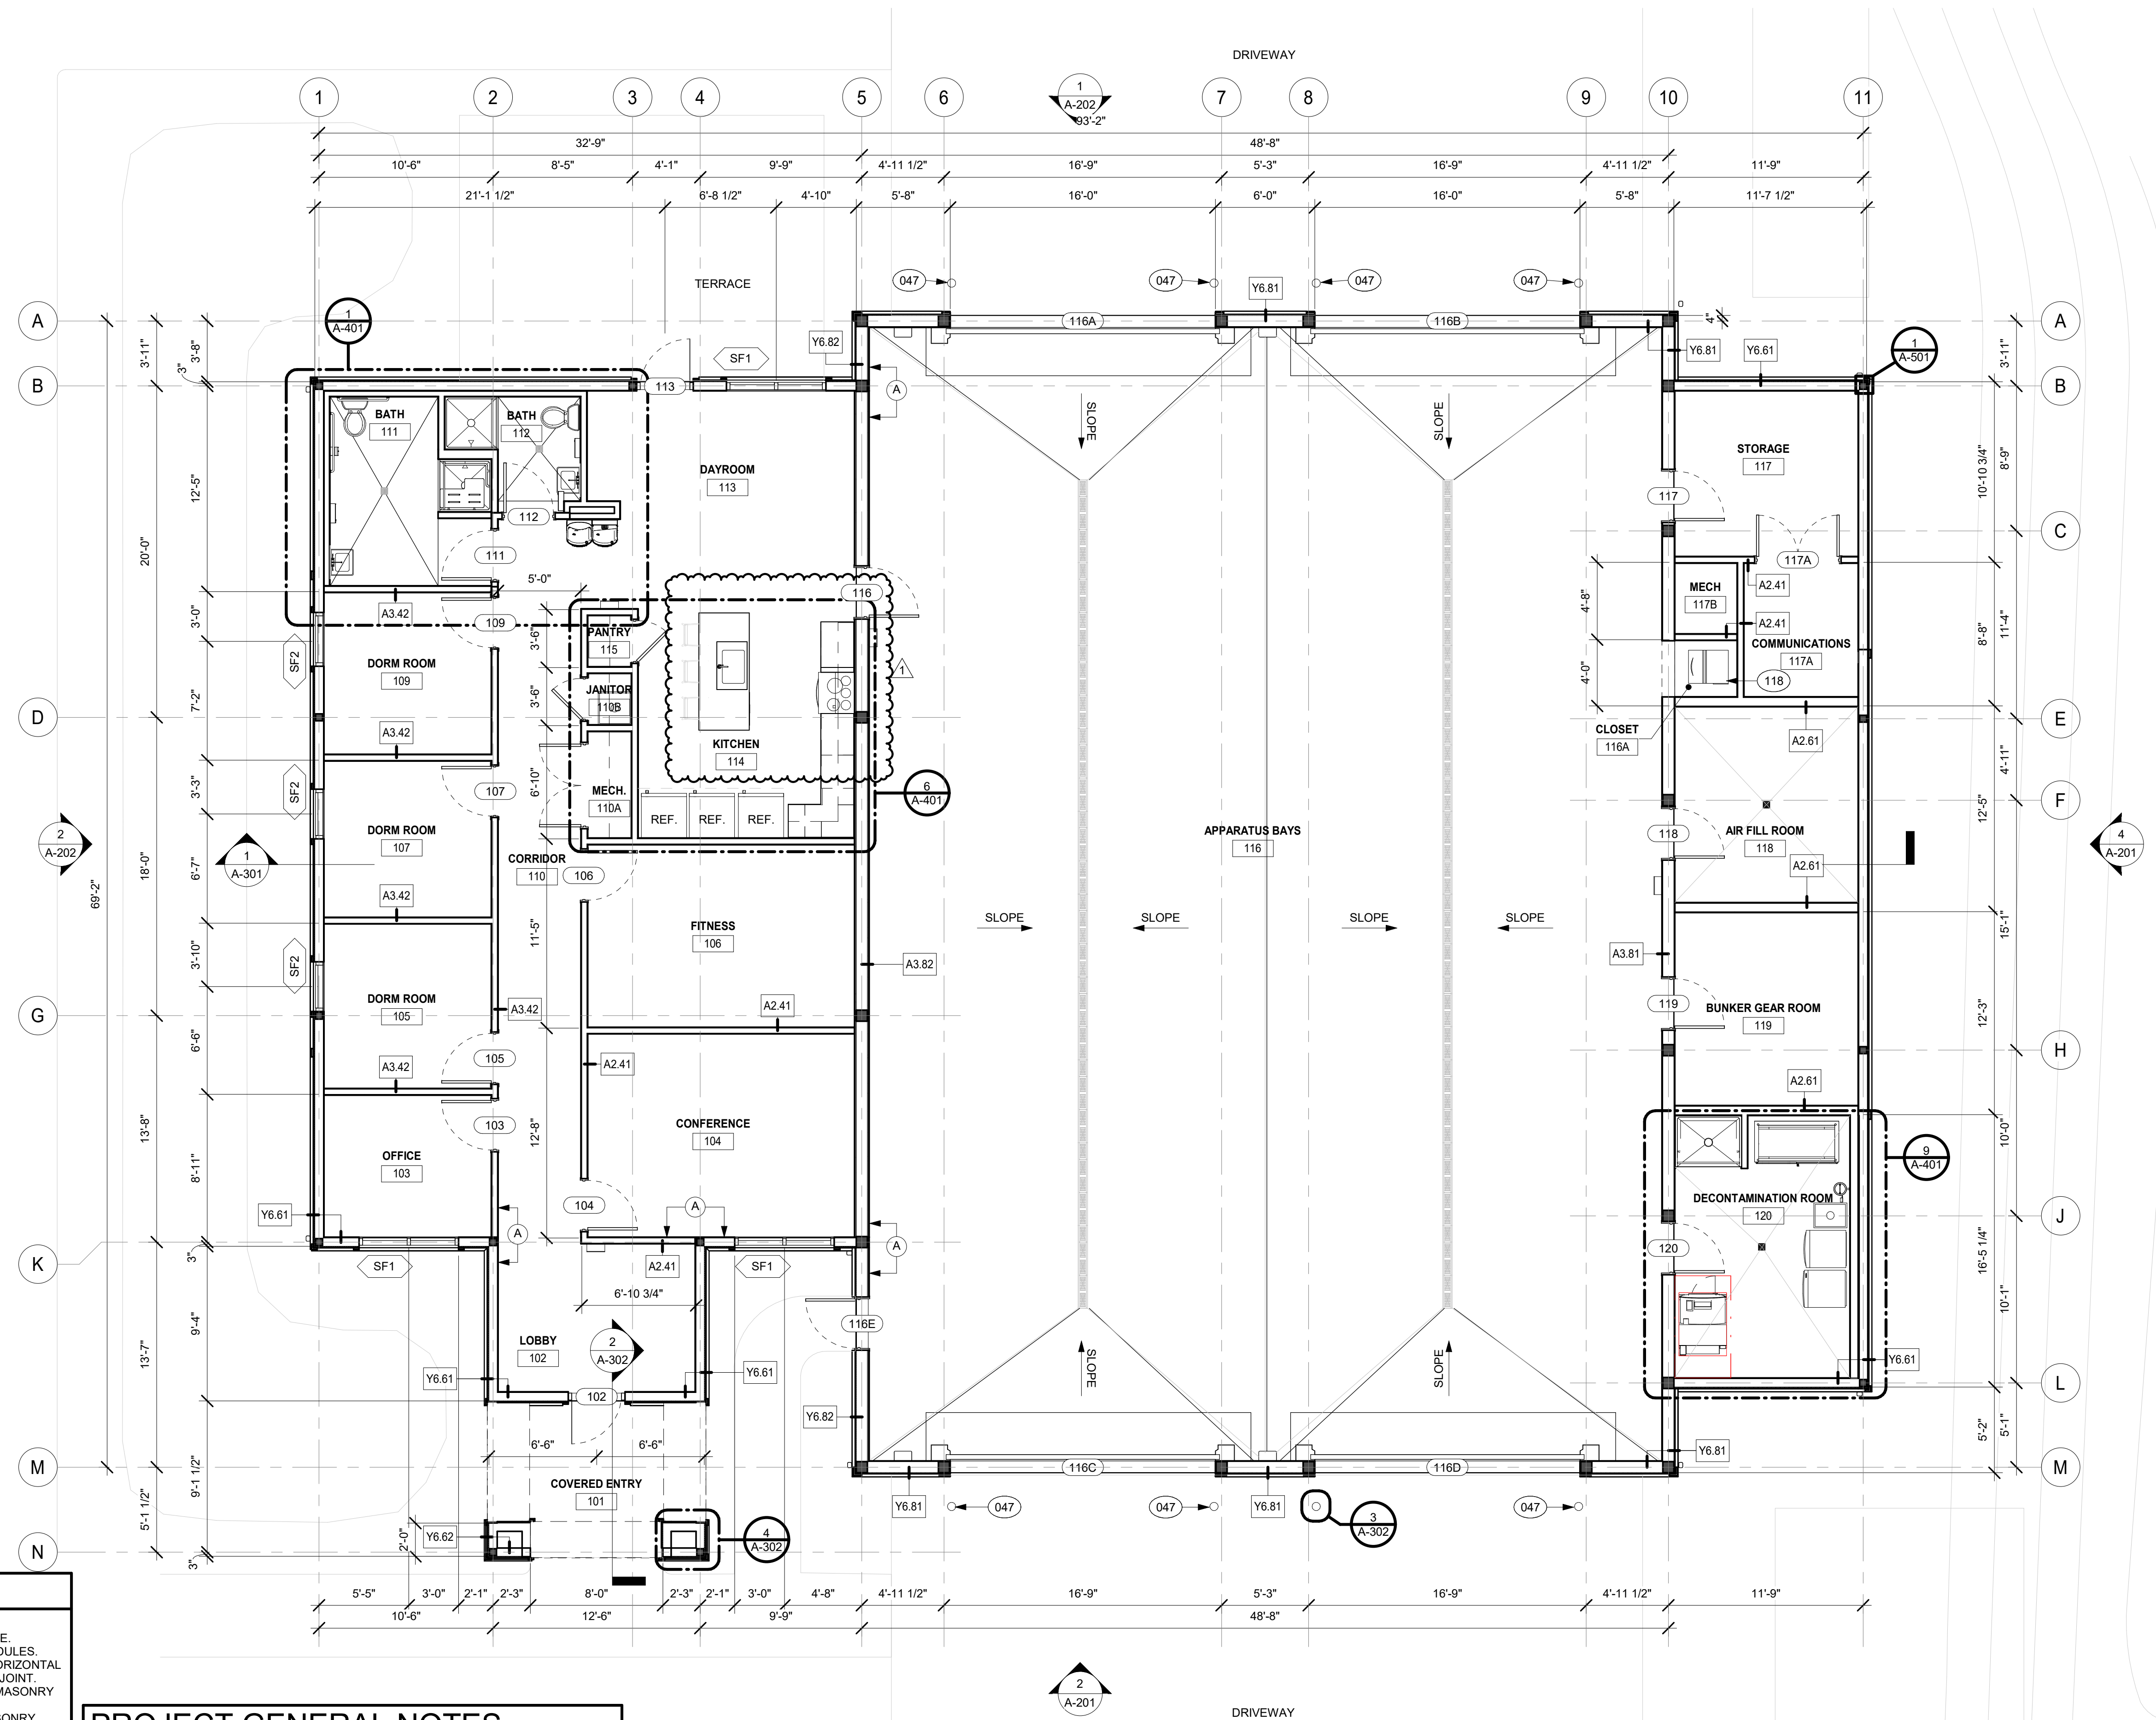 DRIVEWAY
1
2
3
4
5
6
7
8
9
10
11
1
A-202
93'-2"
32'-9"
48'-8"
10'-6"
8'-5"
4'-1"
9'-9"
4'-11 1/2"
16'-9"
5'-3"
16'-9"
4'-11 1/2"
11'-9"
21'-1 1/2"
6'-8 1/2"
4'-10"
5'-8"
16'-0"
6'-0"
16'-0"
5'-8"
11'-7 1/2"
TERRACE
047
047
047
047
Y6.81
A
1
A-401
116A
116B
4"
A
Y6.82
SF1
Y6.81
Y6.61
1
A-501
3'-11"
3'-8"
3"
3'-11"
B
113
A
B
BATH
111
BATH
112
SLOPE
SLOPE
STORAGE
117
DAYROOM
113
10'-10 3/4"
8'-9"
12'-5"
117
112
C
20'-0"
111
117A
5'-0"
116
A2.41
MECH
117B
4'-8"
A3.42
109
3'-0"
PANTRY
115
3'-6"
A2.41
COMMUNICATIONS
117A
8'-8"
11'-4"
SF2
DORM ROOM
109
1
4'-0"
118
JANITOR
110B
3'-6"
7'-2"
D
A3.42
E
KITCHEN
114
CLOSET
116A
A2.61
4'-11"
SF2
3'-3"
107
6'-10"
MECH.
110A
6
A-401
F
12'-5"
REF.
REF.
REF.
2
A-202
DORM ROOM
107
APPARATUS BAYS
116
118
AIR FILL ROOM
118
4
A-201
1
A-301
CORRIDOR
110
106
A2.61
18'-0"
6'-7"
69'-2"
A3.42
11'-5"
FITNESS
106
SLOPE
SLOPE
SLOPE
SLOPE
15'-1"
3'-10"
SF2
A3.82
A3.81
DORM ROOM
105
A3.42
A2.41
119
BUNKER GEAR ROOM
119
12'-3"
G
6'-6"
105
A2.41
H
A3.42
A2.61
103
CONFERENCE
104
12'-8"
13'-8"
10'-0"
OFFICE
103
8'-11"
9
A-401
DECONTAMINATION ROOM
120
Y6.61
104
A
J
A
A
120
K
3"
SF1
A2.41
SF1
16'-5 1/4"
6'-10 3/4"
9'-4"
116E
10'-1"
LOBBY
102
2
A-302
13'-7"
SLOPE
SLOPE
Y6.61
Y6.61
Y6.61
102
L
Y6.82
5'-2"
5'-1"
6'-6"
6'-6"
Y6.81
M
116C
116D
M
9'-1 1/2"
COVERED ENTRY
101
5'-1 1/2"
Y6.81
047
047
Y6.81
047
3
A-302
2'-0"
Y6.62
4
A-302
N
3"
5'-5"
3'-0"
2'-1"
2'-3"
8'-0"
2'-3"
2'-1"
3'-0"
4'-8"
4'-11 1/2"
16'-9"
5'-3"
16'-9"
4'-11 1/2"
11'-9"
10'-6"
12'-6"
9'-9"
48'-8"
E.
DULES.
ORIZONTAL
JOINT.
MASONRY
SONRY
2
A-201
PROJECT GENERAL NOTES
DRIVEWAY